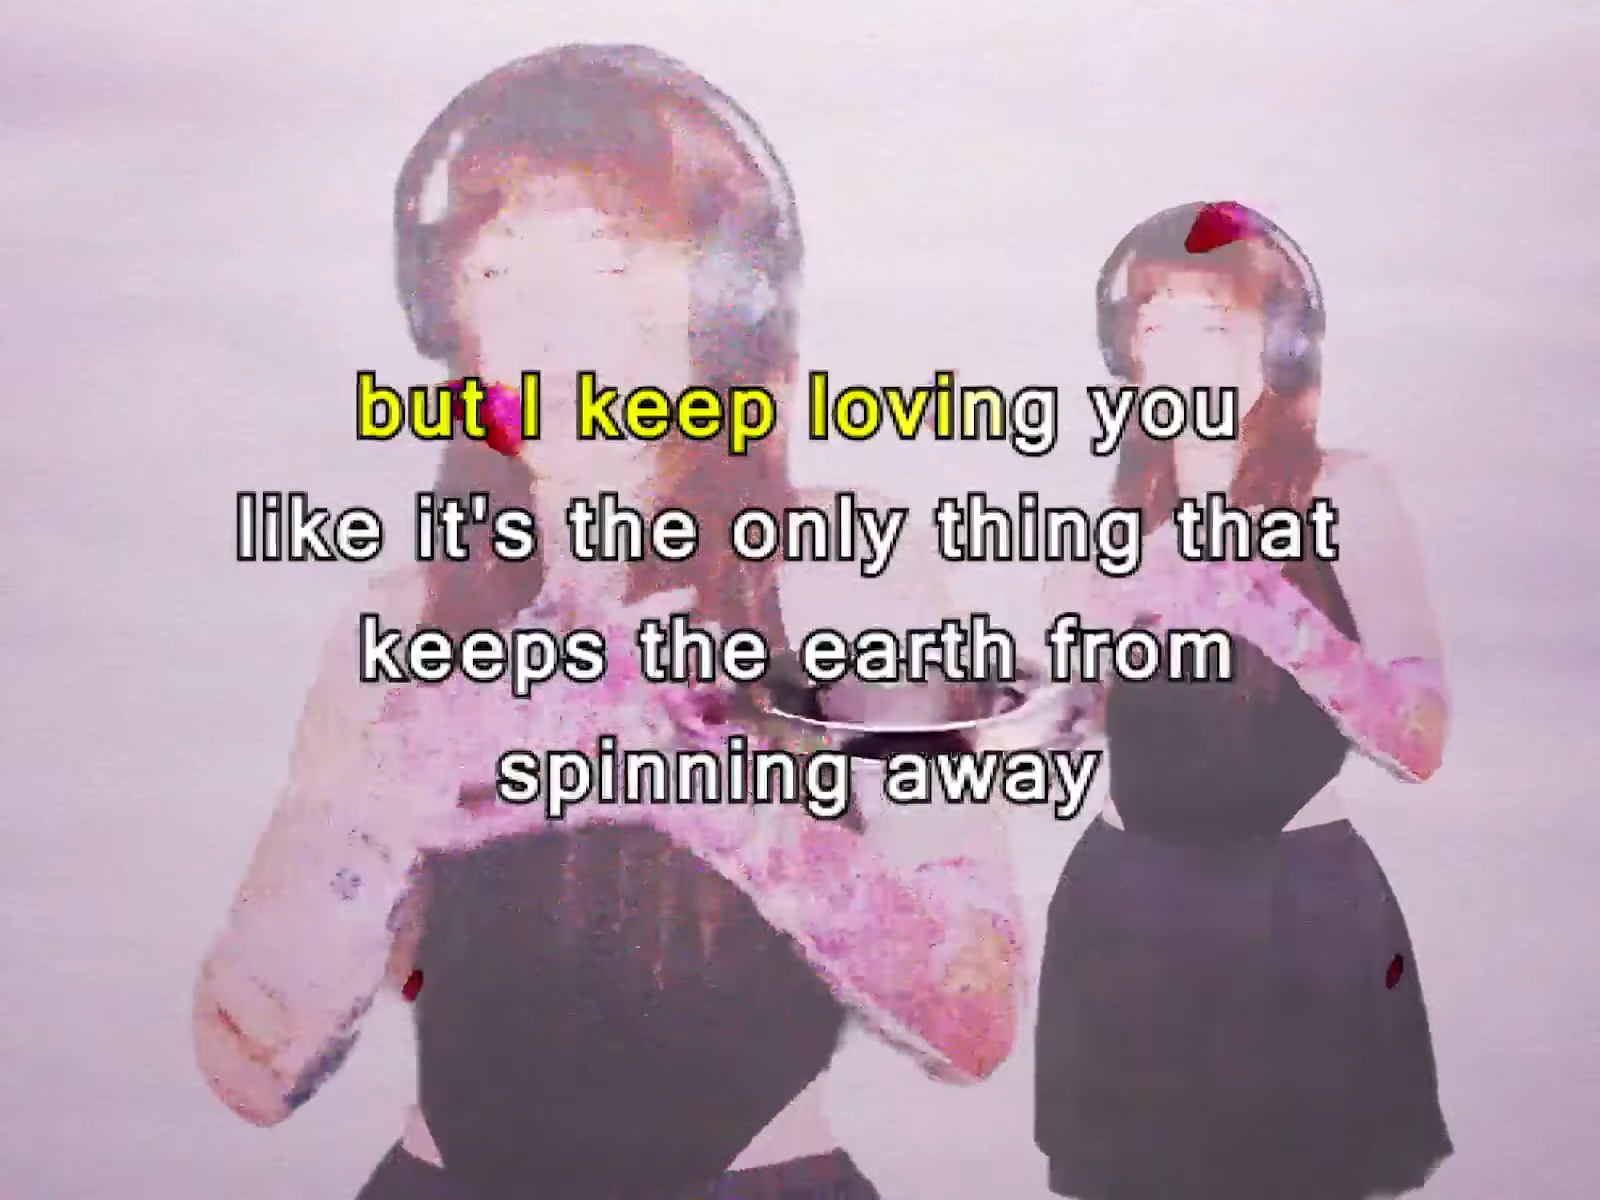 but I keep loving you
like it's the only thing that
keeps the earth from
spinning away